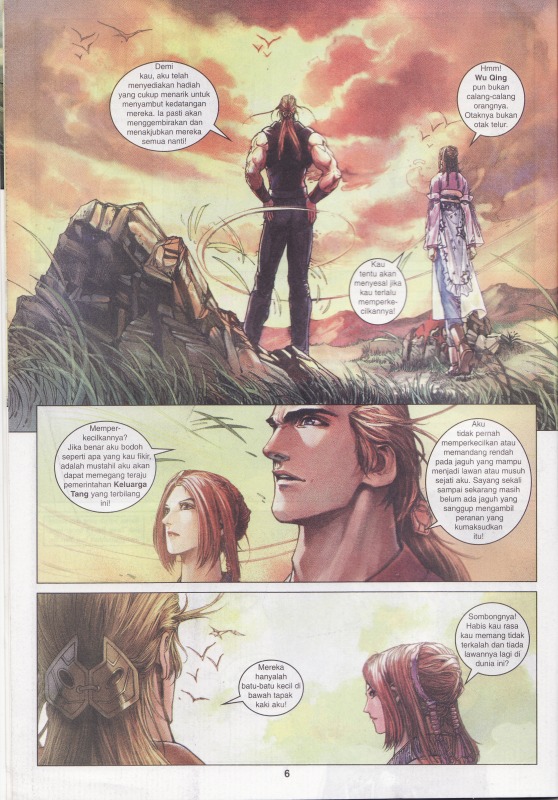 Demi
kau, aku telah
menyediakan hadiah
yang cukup menarik untuk
menyambut kedatangan
mereka. Ia pasti akan
menggembirakan dan
menakjubkan mereka
semua nanti!
Hmm!
Wu Qing
pun bukan
calang-calang
orangnya.
Otaknya bukan
otak telur.
Kau
tentu akan
menyesal jika
kau terlalu
memperke-
cilkannya!
Memper-
kecilkannya?
Jika benar aku bodoh
seperti apa yang kau fikir,
adalah mustahil aku akan
dapat memegang teraju
pemerintahan Keluarga
Tang yang terbilang
ini!
Aku
tidak pernah
memperkecilkan atau
memandang rendah
pada jaguh yang mampu
menjadi lawan atau musuh
sejati aku. Sayang sekali
sampai sekarang masih
belum ada jaguh yang
sanggup mengambil
peranan yang
kumaksudkan
itu!
Mereka
hanyalah
batu-batu kecil di
bawah tapak
kaki aku!
Sombongnya!
Habis kau rasa
kau memang tidak
terkalah dan tiada
lawannya lagi di
dunia ini?
6